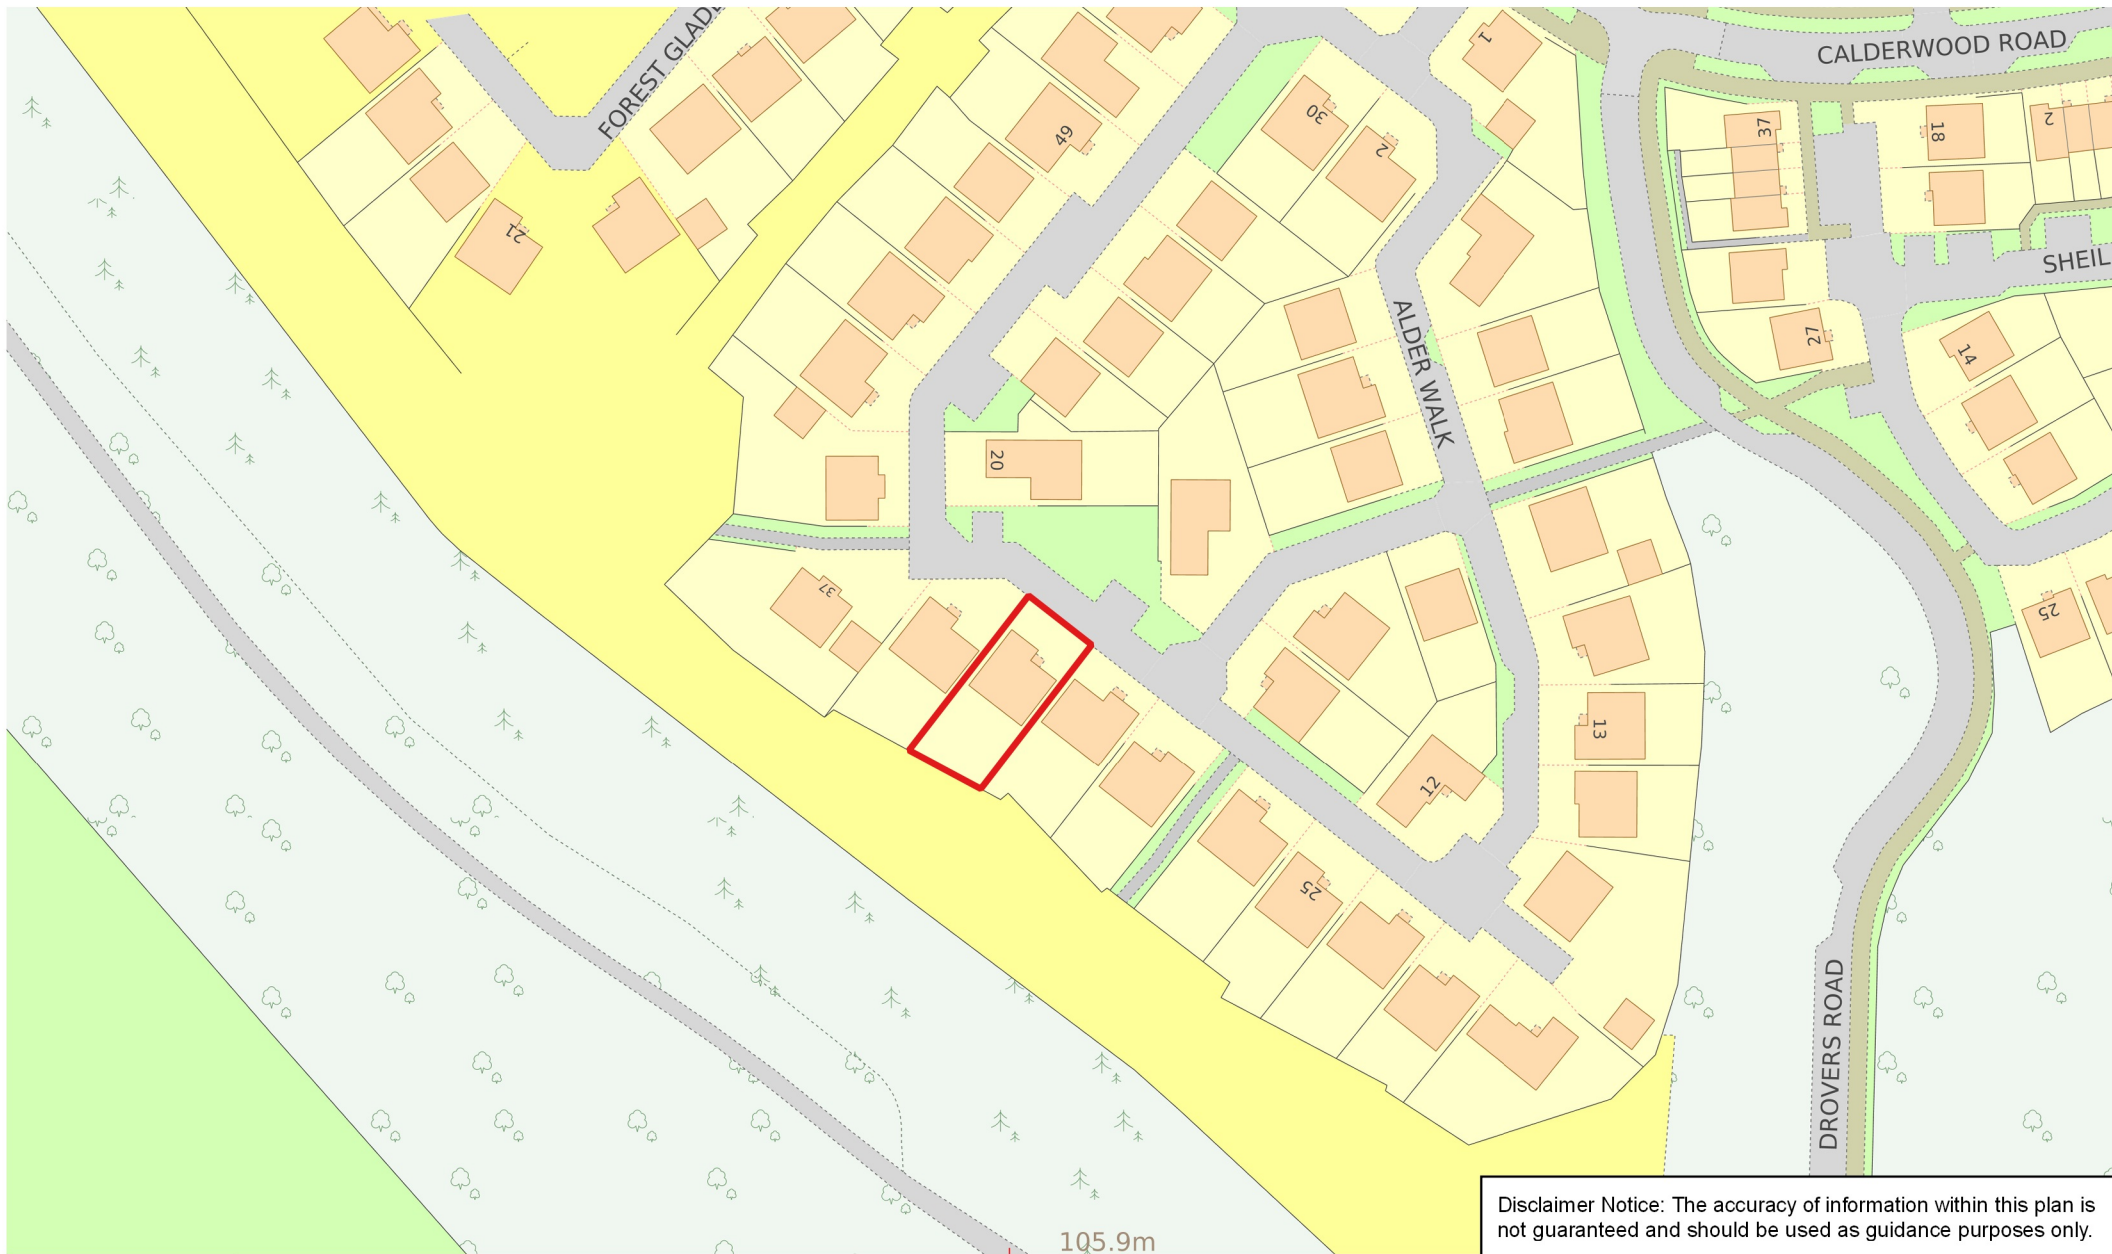 FOREST GLADE
CALDERWOOD ROAD
1
49
30
2
37
18
2
21
SHEIL
ALDER WALK
27
14
20
37
25
13
12
25
DROVERS ROAD
105.9m
Disclaimer Notice: The accuracy of information within this plan is
not guaranteed and should be used as guidance purposes only.